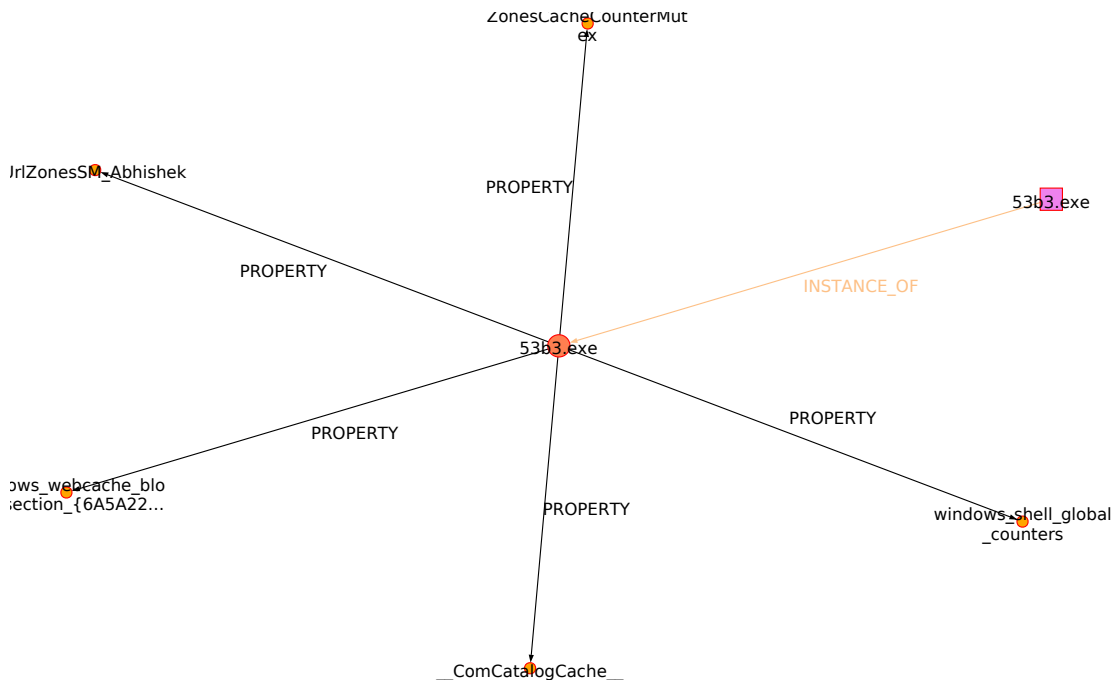 ZonesCacheCounterMut
ex
UrlZonesSM_Abhishek
PROPERTY
53b3.exe
PROPERTY
INSTANCE_OF
53b3.exe
PROPERTY
PROPERTY
ows_webcache_blo
section_{6A5A22...
PROPERTY
windows_shell_global
_counters
__ComCatalogCache__